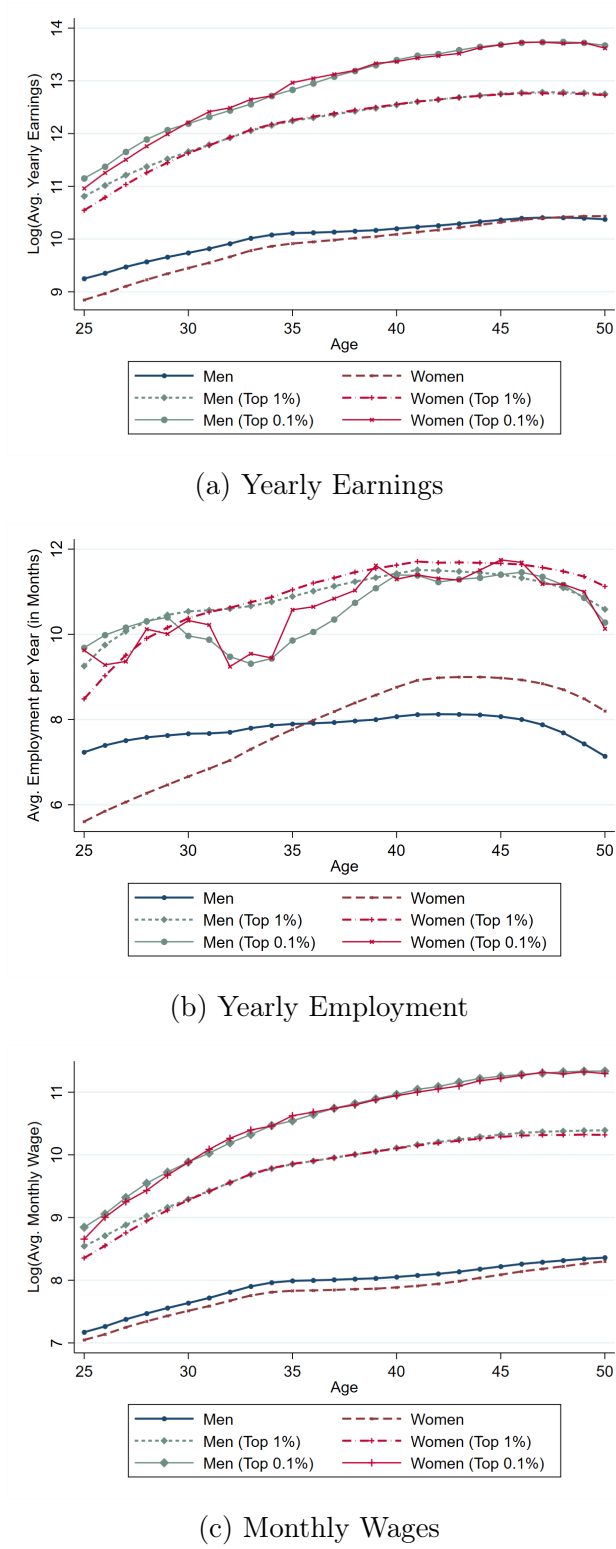 14
13
12
11
10
9
Log(Avg. Yearly Earnings)
25 30 35 40 45 50
Age
Men Women
Men (Top 1%) Women (Top 1%)
Men (Top 0.1%) Women (Top 0.1%)
(a) Yearly Earnings
12
10
8
6
Avg. Employment per Year (in Months)
25 30 35 40 45 50
Age
Men Women
Men (Top 1%) Women (Top 1%)
Men (Top 0.1%) Women (Top 0.1%)
(b) Yearly Employment
11
10
9
8
7
Log(Avg. Monthly Wage)
25 30 35 40 45 50
Age
Men Women
Men (Top 1%) Women (Top 1%)
Men (Top 0.1%) Women (Top 0.1%)
(c) Monthly Wages